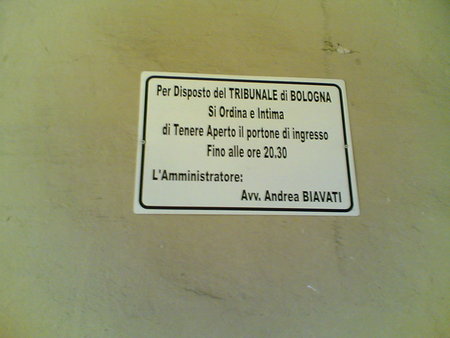 Per Disposto del TRIBUNALE di BOLOGNA
Si Ordina e Intima
di Tenere Aperto il portone di ingresso
Fino alle ore 20.30
L'Amministratore:
Avv. Andrea BIAVATI